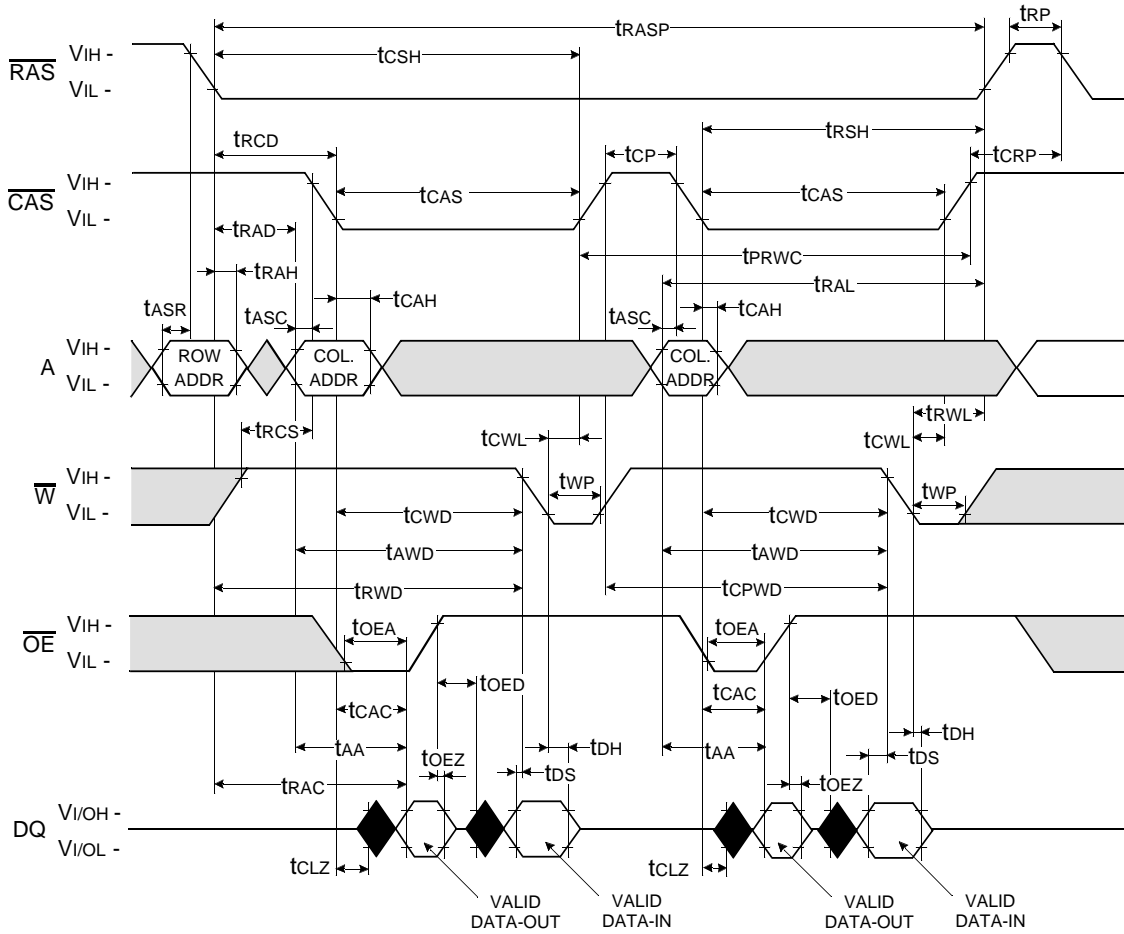 tRASP
tRP
tCSH
RAS
VIH -
VIL -
tRCD
tRSH
tCP
tCRP
CAS
VIH -
VIL -
tCAS
tCAS
tRAD
tPRWC
tRAH
tRAL
tASR
tASC
tCAH
tASC
tCAH
A
VIH -
VIL -
ROW
ADDR
COL.
ADDR
COL.
ADDR
tRWL
tRCS
tCWL
tCWL
W
VIH -
VIL -
tWP
tWP
tCWD
tCWD
tAWD
tAWD
tRWD
tCPWD
OE
VIH -
VIL -
tOEA
tOEA
tOED
tOED
tCAC
tCAC
tAA
tAA
tDH
tDH
tOEZ
tDS
tOEZ
tDS
tRAC
DQ
VI/OH -
VI/OL -
tCLZ
tCLZ
VALID
DATA-OUT
VALID
DATA-IN
VALID
DATA-OUT
VALID
DATA-IN